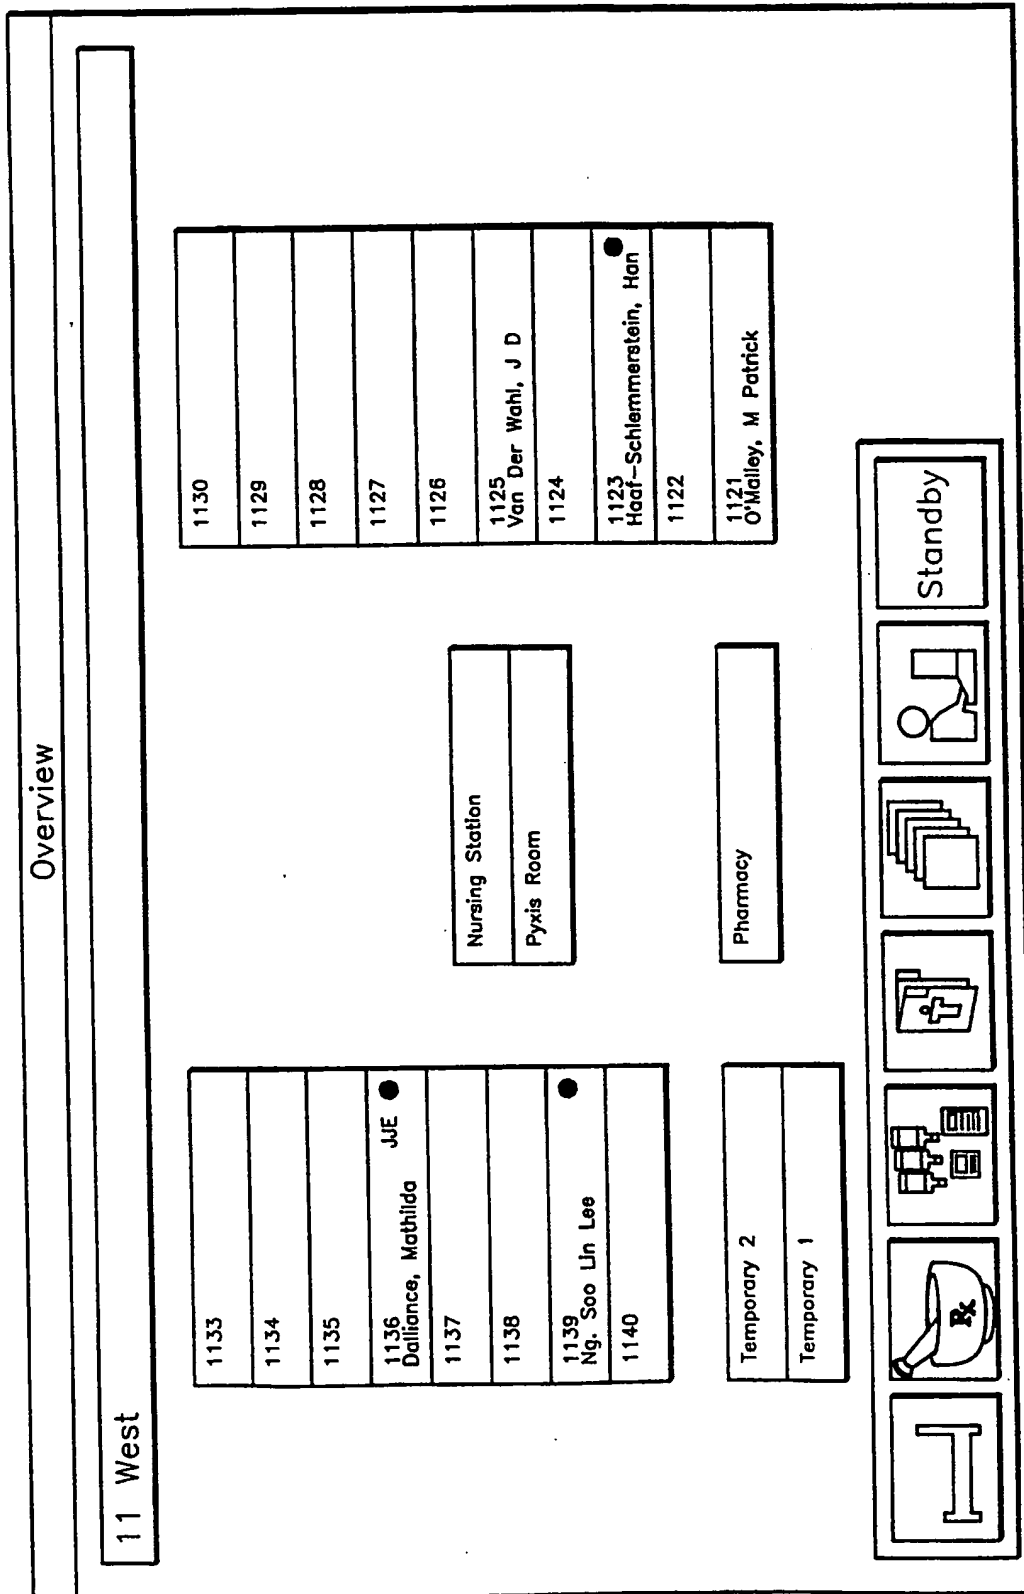 Overview
11 West
1133
1134
1135
1136 JJE
Dalliance, Mathilda
1137
1138
1139
Ng. Soo Lin Lee
1140
Temporary 2
Temporary 1
Nursing Station
Pyxis Room
Pharmacy
1130
1129
1128
1127
1126
1125
Van Der Wahl, J D
1124
1123
Haaf-Schlemmerstein, Han
1122
1121
O'Malley, M Patrick
Rx
Standby